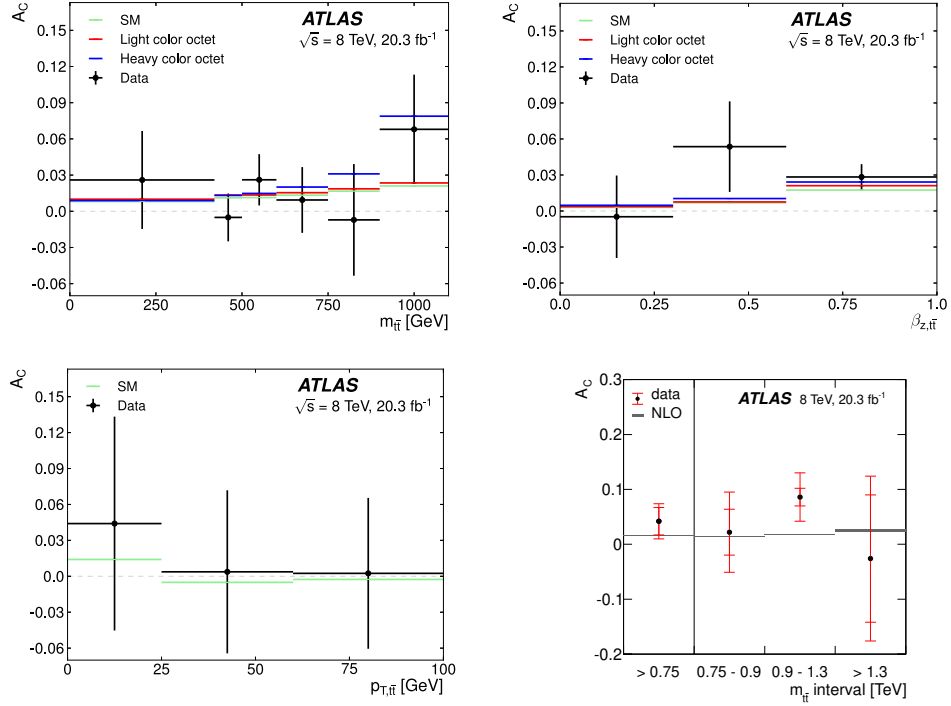 A_C
ATLAS
√s = 8 TeV, 20.3 fb⁻¹
SM
Light color octet
Heavy color octet
Data
0.15
0.12
0.09
0.06
0.03
0.0
-0.03
-0.06
0 250 500 750 1000
m_tt̄ [GeV]
A_C
ATLAS
√s = 8 TeV, 20.3 fb⁻¹
SM
Light color octet
Heavy color octet
Data
0.15
0.12
0.09
0.06
0.03
0.0
-0.03
-0.06
0.0 0.25 0.50 0.75 1.0
β_z,tt̄
A_C
ATLAS
√s = 8 TeV, 20.3 fb⁻¹
SM
Data
0.15
0.12
0.09
0.06
0.03
0.0
-0.03
-0.06
0 25 50 75 100
p_T,tt̄ [GeV]
A_C
data
NLO
ATLAS 8 TeV, 20.3 fb⁻¹
0.3
0.2
0.1
0
-0.1
-0.2
> 0.75 0.75 - 0.9 0.9 - 1.3 > 1.3
m_tt̄ interval [TeV]